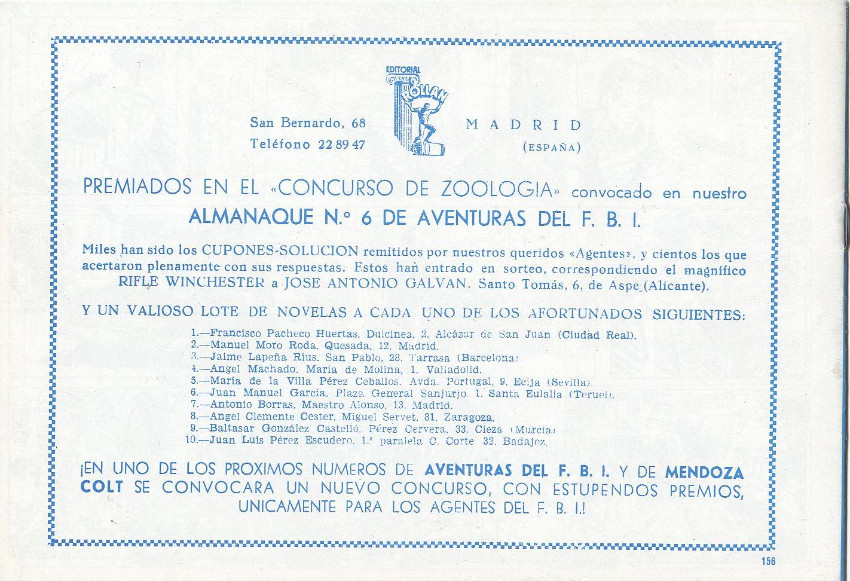 EDITORIAL
ROLLAN
San Bernardo, 68
Teléfono 22 89 47
MADRID
(ESPAÑA)
PREMIADOS EN EL «CONCURSO DE ZOOLOGIA» convocado en nuestro
ALMANAQUE N.º 6 DE AVENTURAS DEL F. B. I.
Miles han sido los CUPONES-SOLUCION remitidos por nuestros queridos «Agentes», y cientos los que
acertaron plenamente con sus respuestas. Estos han entrado en sorteo, correspondiendo el magnífico
RIFLE WINCHESTER a JOSE ANTONIO GALVAN. Santo Tomás, 6, de Aspe (Alicante).
Y UN VALIOSO LOTE DE NOVELAS A CADA UNO DE LOS AFORTUNADOS SIGUIENTES:
1.—Francisco Pacheco Huertas, Dulcinea, 2. Alcázar de San Juan (Ciudad Real).
2.—Manuel Moro Roda, Quesada, 12. Madrid.
3.—Jaime Lapeña Rius. San Pablo, 28. Tarrasa (Barcelona)
4.—Angel Machado. María de Molina, 1. Valladolid.
5.—María de la Villa Pérez Ceballos. Avda. Portugal, 9. Ecija (Sevilla).
6.—Juan Manuel García, Plaza General Sanjurjo, 1. Santa Eulalia (Teruel).
7.—Antonio Borras, Maestro Alonso, 13. Madrid.
8.—Angel Clemente Cester, Miguel Servet, 31. Zaragoza.
9.—Baltasar González Castelló, Pérez Cervera, 33. Cieza (Murcia)
10.—Juan Luis Pérez Escudero, 1.ª paralela C. Corte 32. Badajoz.
¡EN UNO DE LOS PROXIMOS NUMEROS DE AVENTURAS DEL F. B. I. Y DE MENDOZA
COLT SE CONVOCARA UN NUEVO CONCURSO, CON ESTUPENDOS PREMIOS,
UNICAMENTE PARA LOS AGENTES DEL F. B. I.!
156